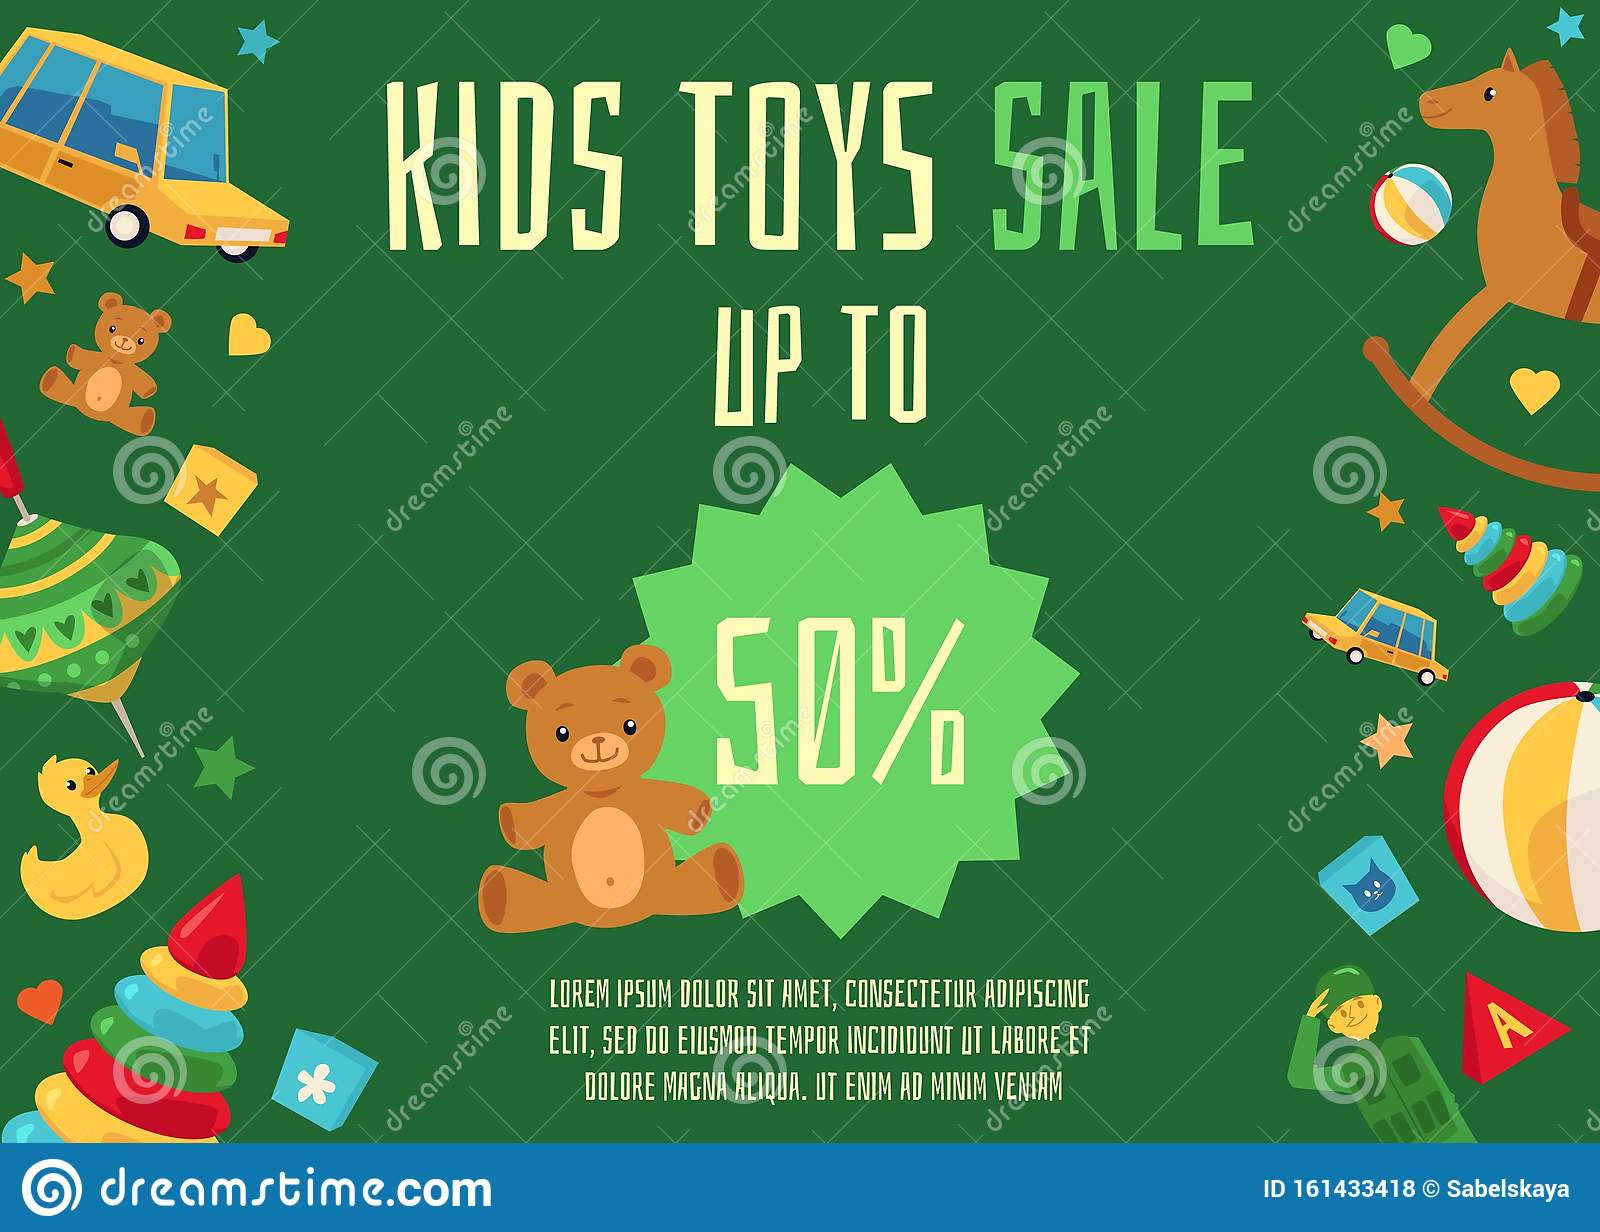 KIDS TOYS SALE
UP TO
50%
LOREM IPSUM DOLOR SIT AMET, CONSECTETUR ADIPISCING
ELIT, SED DO EIUSMOD TEMPOR INCIDIDUNT UT LABORE ET
DOLORE MAGNA ALIQUA. UT ENIM AD MINIM VENIAM
A
dreamstime.com
ID 161433418 © Sabelskaya